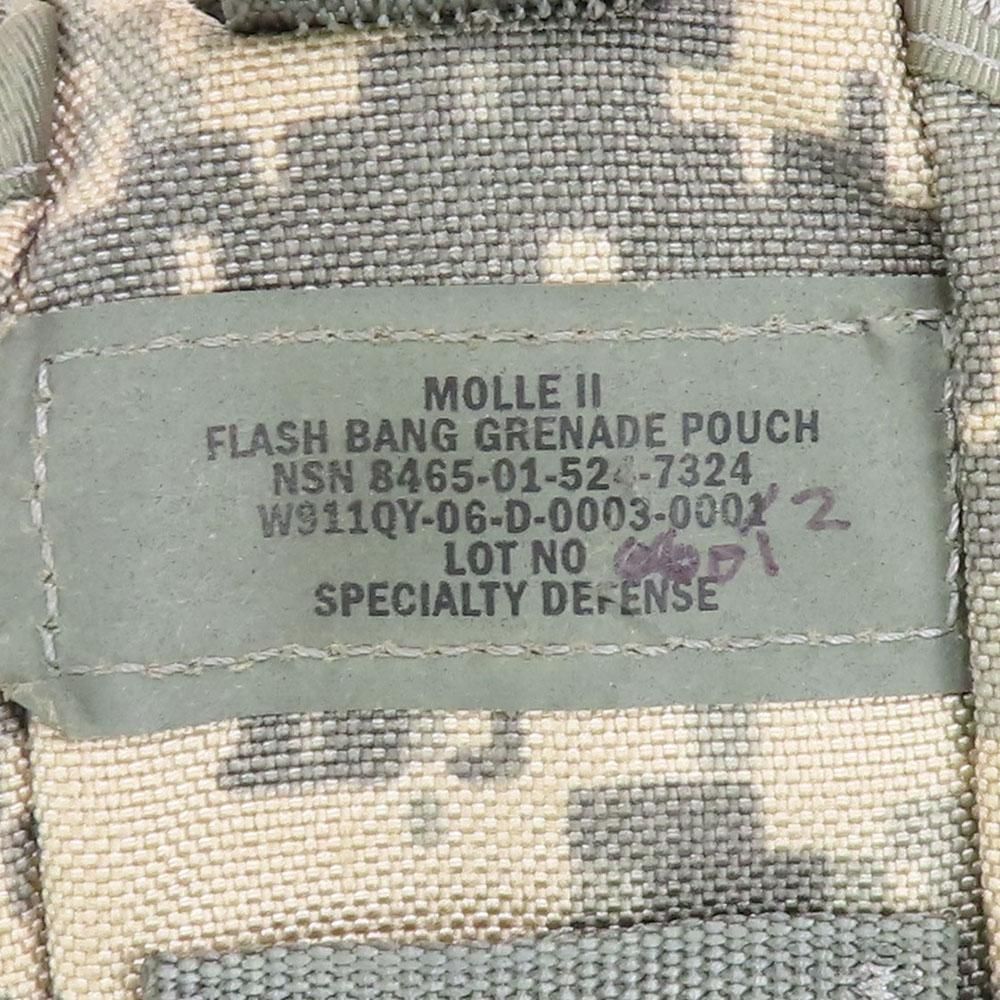 MOLLE II
FLASH BANG GRENADE POUCH
NSN 8465-01-524-7324
W911QY-06-D-0003-0001 2
LOT NO
SPECIALTY DEFENSE